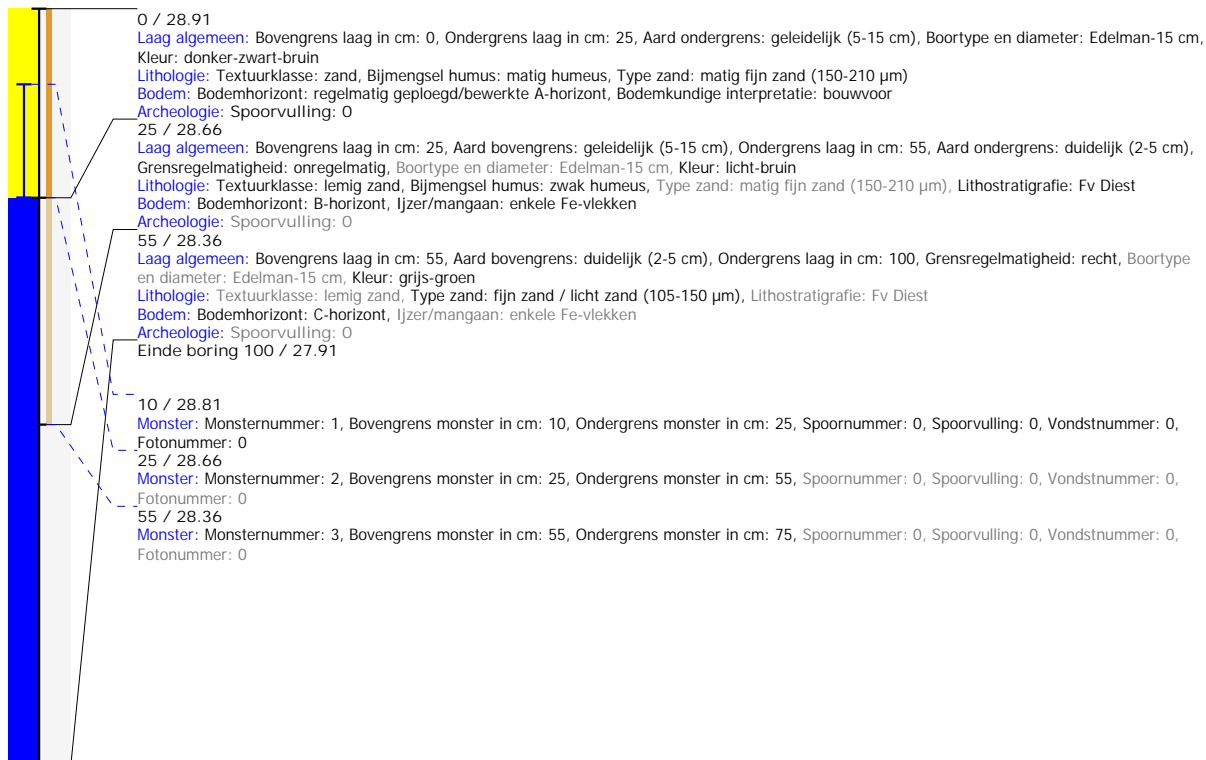 0 / 28.91
Laag algemeen: Bovengrens laag in cm: 0, Ondergrens laag in cm: 25, Aard ondergrens: geleidelijk (5-15 cm), Boortype en diameter: Edelman-15 cm,
Kleur: donker-zwart-bruin
Lithologie: Textuurklasse: zand, Bijmengsel humus: matig humeus, Type zand: matig fijn zand (150-210 µm)
Bodem: Bodemhorizont: regelmatig geploegd/bewerkte A-horizont, Bodemkundige interpretatie: bouwvoor
Archeologie: Spoorvulling: 0
25 / 28.66
Laag algemeen: Bovengrens laag in cm: 25, Aard bovengrens: geleidelijk (5-15 cm), Ondergrens laag in cm: 55, Aard ondergrens: duidelijk (2-5 cm),
Grensregelmatigheid: onregelmatig, Boortype en diameter: Edelman-15 cm, Kleur: licht-bruin
Lithologie: Textuurklasse: lemig zand, Bijmengsel humus: zwak humeus, Type zand: matig fijn zand (150-210 µm), Lithostratigrafie: Fv Diest
Bodem: Bodemhorizont: B-horizont, Ijzer/mangaan: enkele Fe-vlekken
Archeologie: Spoorvulling: 0
55 / 28.36
Laag algemeen: Bovengrens laag in cm: 55, Aard bovengrens: duidelijk (2-5 cm), Ondergrens laag in cm: 100, Grensregelmatigheid: recht, Boortype
en diameter: Edelman-15 cm, Kleur: grijs-groen
Lithologie: Textuurklasse: lemig zand, Type zand: fijn zand / licht zand (105-150 µm), Lithostratigrafie: Fv Diest
Bodem: Bodemhorizont: C-horizont, Ijzer/mangaan: enkele Fe-vlekken
Archeologie: Spoorvulling: 0
Einde boring 100 / 27.91
10 / 28.81
Monster: Monsternummer: 1, Bovengrens monster in cm: 10, Ondergrens monster in cm: 25, Spoornummer: 0, Spoorvulling: 0, Vondstnummer: 0,
Fotonummer: 0
25 / 28.66
Monster: Monsternummer: 2, Bovengrens monster in cm: 25, Ondergrens monster in cm: 55, Spoornummer: 0, Spoorvulling: 0, Vondstnummer: 0,
Fotonummer: 0
55 / 28.36
Monster: Monsternummer: 3, Bovengrens monster in cm: 55, Ondergrens monster in cm: 75, Spoornummer: 0, Spoorvulling: 0, Vondstnummer: 0,
Fotonummer: 0